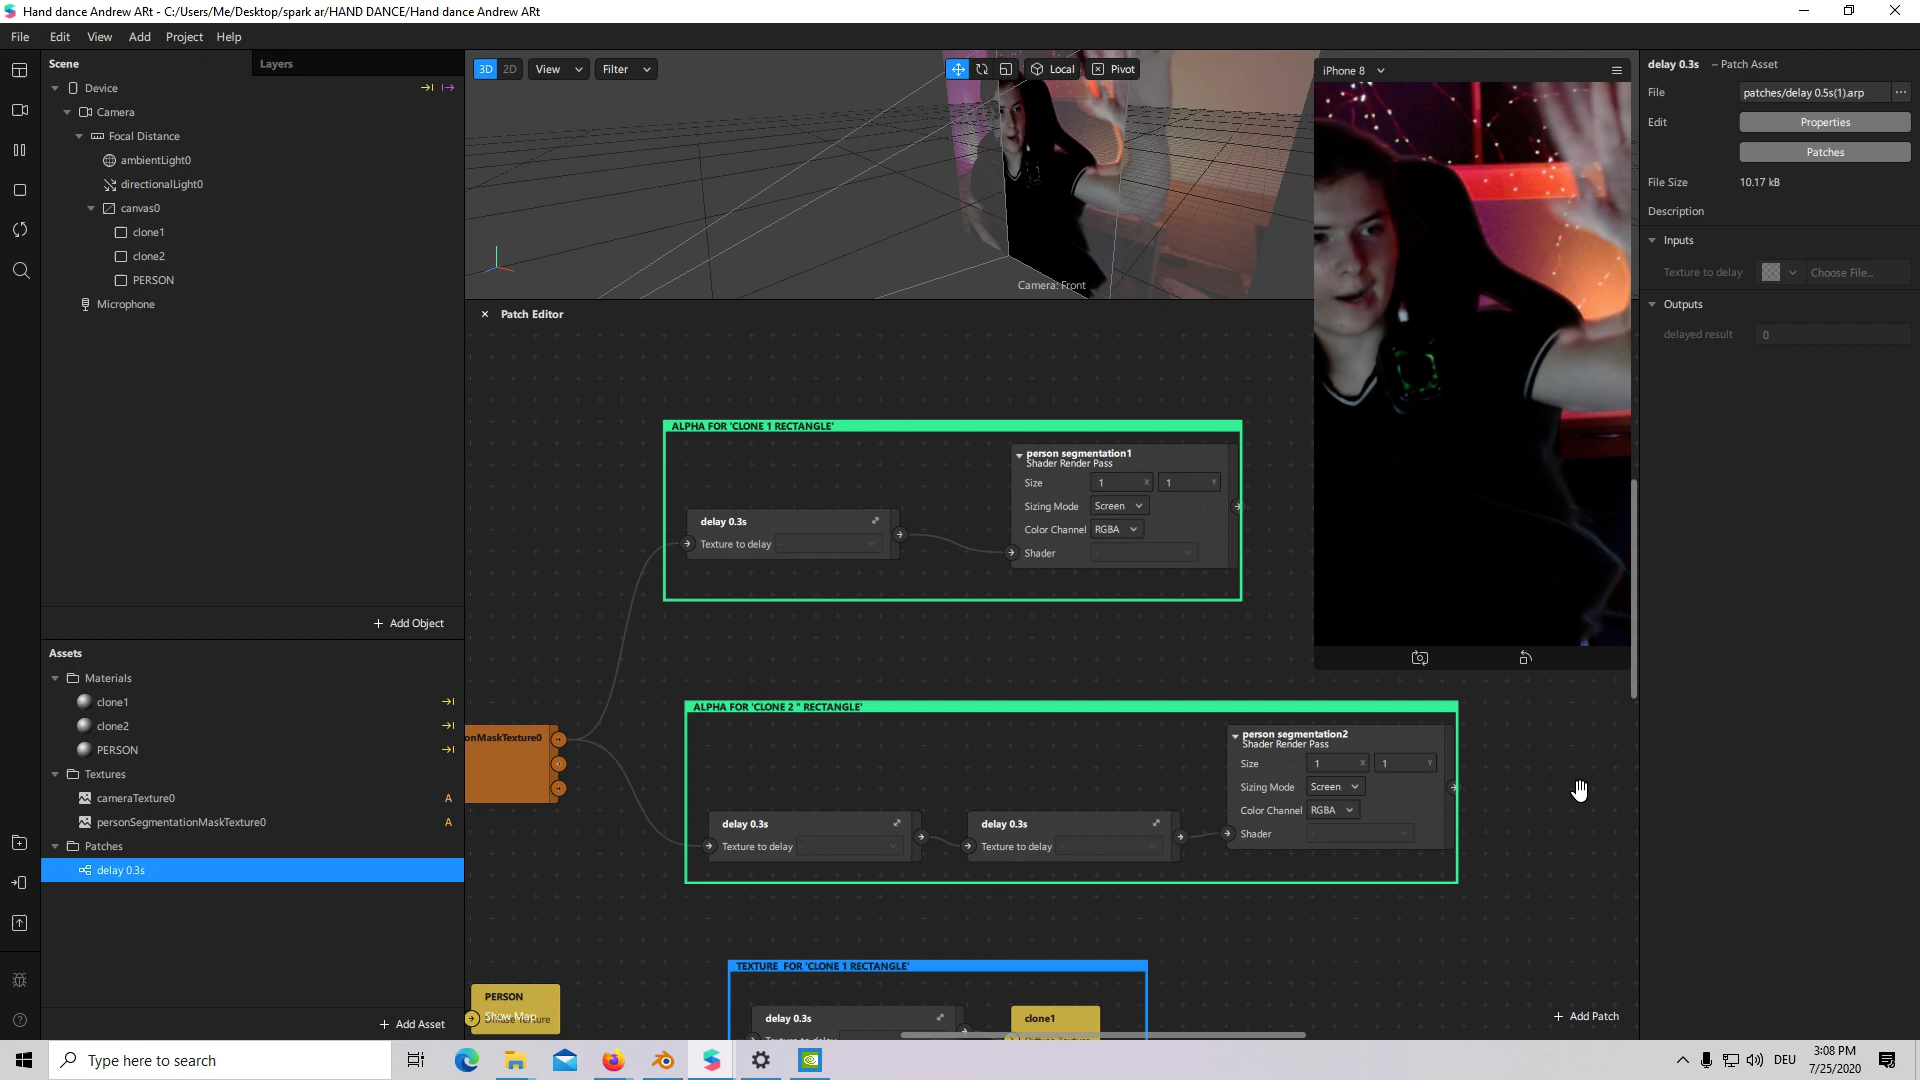 Hand dance Andrew ARt - C:/Users/Me/Desktop/spark ar/HAND DANCE/Hand dance Andrew ARt
File Edit View Add Project Help
Scene Layers
Device
Camera
Focal Distance
ambientLight0
directionalLight0
canvas0
clone1
clone2
PERSON
Microphone
+ Add Object
Assets
Materials
clone1
clone2
PERSON
Textures
cameraTexture0 A
personSegmentationMaskTexture0 A
Patches
delay 0.3s
+ Add Asset
3D 2D View Filter Local Pivot
Camera: Front
iPhone 8
× Patch Editor
ALPHA FOR 'CLONE 1 RECTANGLE'
delay 0.3s
Texture to delay -
person segmentation1
Shader Render Pass
Size 1 X 1 Y
Sizing Mode Screen
Color Channel RGBA
Shader -
onMaskTexture0
ALPHA FOR 'CLONE 2 " RECTANGLE'
delay 0.3s
Texture to delay -
delay 0.3s
Texture to delay -
person segmentation2
Shader Render Pass
Size 1 X 1 Y
Sizing Mode Screen
Color Channel RGBA
Shader -
PERSON
Show Map
TEXTURE FOR 'CLONE 1 RECTANGLE'
delay 0.3s
Texture to delay
clone1
+ Add Patch
delay 0.3s – Patch Asset
File patches/delay 0.5s(1).arp ...
Edit Properties
Patches
File Size 10.17 kB
Description
Inputs
Texture to delay Choose File...
Outputs
delayed result 0
Type here to search
DEU
3:08 PM
7/25/2020